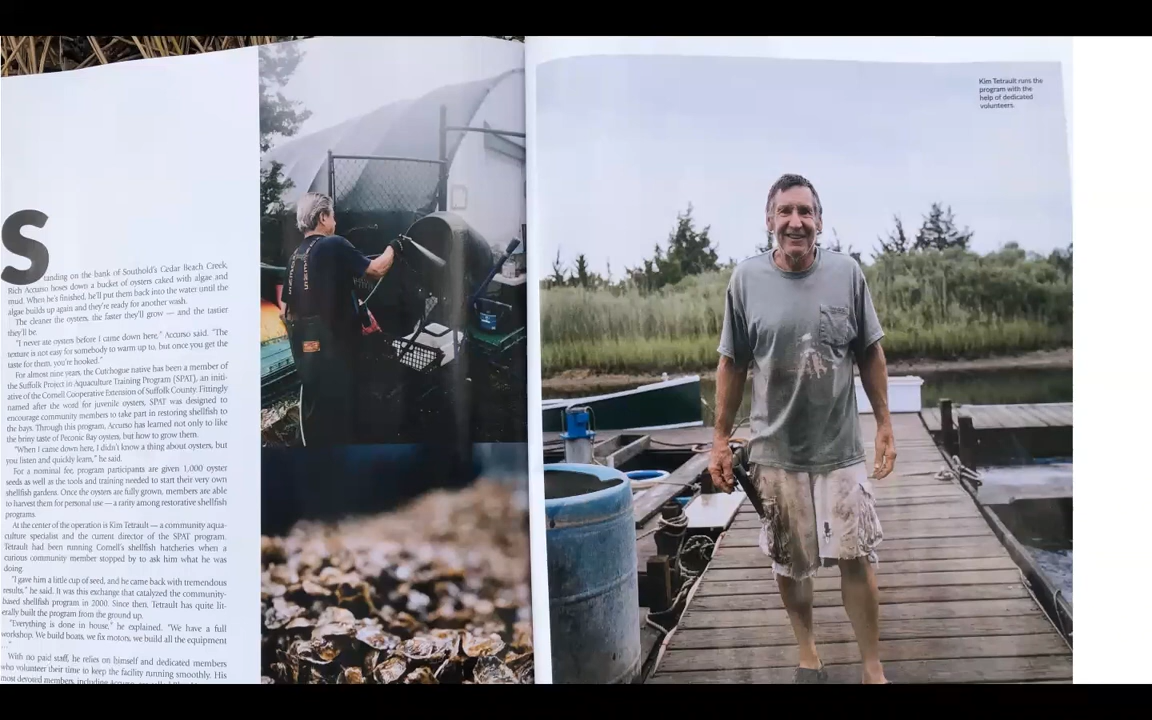 Standing on the bank of Southold's Cedar Beach Creek,
Rich Accurso hoses down a bucket of oysters caked with algae and
mud. When he's finished, he'll put them back into the water until the
algae builds up again and they're ready for another wash.
The cleaner the oysters, the faster they'll grow — and the tastier
they'll be.
"I never ate oysters before I came down here," Accurso said. "The
texture is not easy for somebody to warm up to, but once you get the
taste for them, you're hooked."
For almost nine years, the Cutchogue native has been a member of
the Suffolk Project in Aquaculture Training Program (SPAT), an initi-
ative of the Cornell Cooperative Extension of Suffolk County. Fittingly
named after the word for juvenile oysters, SPAT was designed to
encourage community members to take part in restoring shellfish to
the bays. Through this program, Accurso has learned not only to like
the briny taste of Peconic Bay oysters, but how to grow them.
"When I came down here, I didn't know a thing about oysters, but
you listen and quickly learn," he said.
For a nominal fee, program participants are given 1,000 oyster
seeds as well as the tools and training needed to start their very own
shellfish gardens. Once the oysters are fully grown, members are able
to harvest them for personal use — a rarity among restorative shellfish
programs.
At the center of the operation is Kim Tetrault — a community aqua-
culture specialist and the current director of the SPAT program.
Tetrault had been running Cornell's shellfish hatcheries when a
curious community member stopped by to ask him what he was
doing.
"I gave him a little cup of seed, and he came back with tremendous
results," he said. It was this exchange that catalyzed the community-
based shellfish program in 2000. Since then, Tetrault has quite lit-
erally built the program from the ground up.
"Everything is done in house," he explained. "We have a full
workshop. We build boats, we fix motors, we build all the equipment
..."
With no paid staff, he relies on himself and dedicated members
who volunteer their time to keep the facility running smoothly. His
most devoted members, including Accurso, are
Kim Tetrault runs the
program with the
help of dedicated
volunteers.